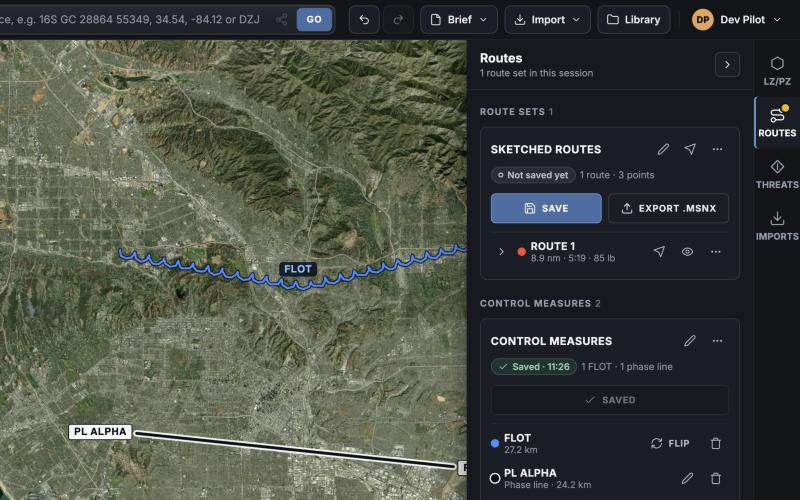 ce, e.g. 16S GC 28864 55349, 34.54, -84.12 or DZJ
GO
Brief
Import
Library
DP
Dev Pilot
Routes
1 route set in this session
LZ/PZ
ROUTES
THREATS
IMPORTS
ROUTE SETS 1
SKETCHED ROUTES
Not saved yet
1 route · 3 points
SAVE
EXPORT .MSNX
ROUTE 1
8.9 nm · 5:19 · 85 lb
CONTROL MEASURES 2
CONTROL MEASURES
Saved · 11:26
1 FLOT · 1 phase line
SAVED
FLOT
27.2 km
FLIP
PL ALPHA
Phase line · 24.2 km
FLOT
PL ALPHA